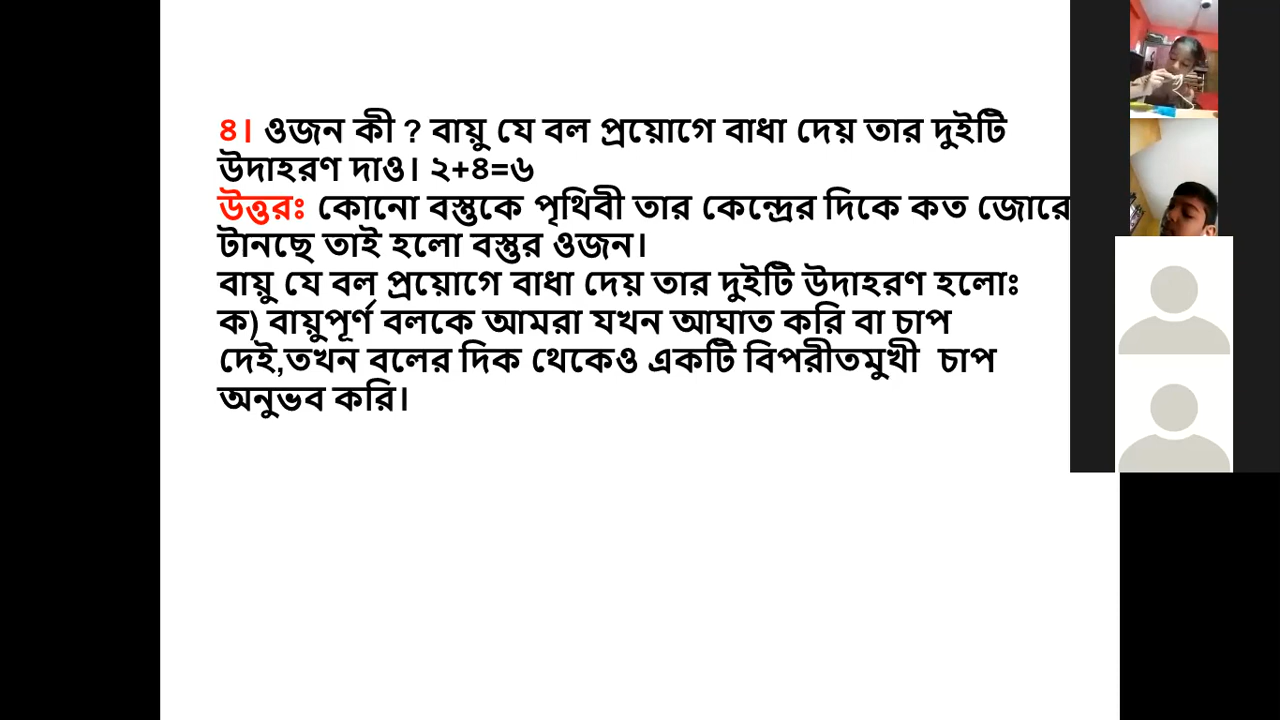 ৪। ওজন কী ? বায়ু যে বল প্রয়োগে বাধা দেয় তার দুইটি
উদাহরণ দাও। ২+৪=৬
উত্তরঃ কোনো বস্তুকে পৃথিবী তার কেন্দ্রের দিকে কত জোরে
টানছে তাই হলো বস্তুর ওজন।
বায়ু যে বল প্রয়োগে বাধা দেয় তার দুইটি উদাহরণ হলোঃ
ক) বায়ুপূর্ণ বলকে আমরা যখন আঘাত করি বা চাপ
দেই,তখন বলের দিক থেকেও একটি বিপরীতমুখী চাপ
অনুভব করি।